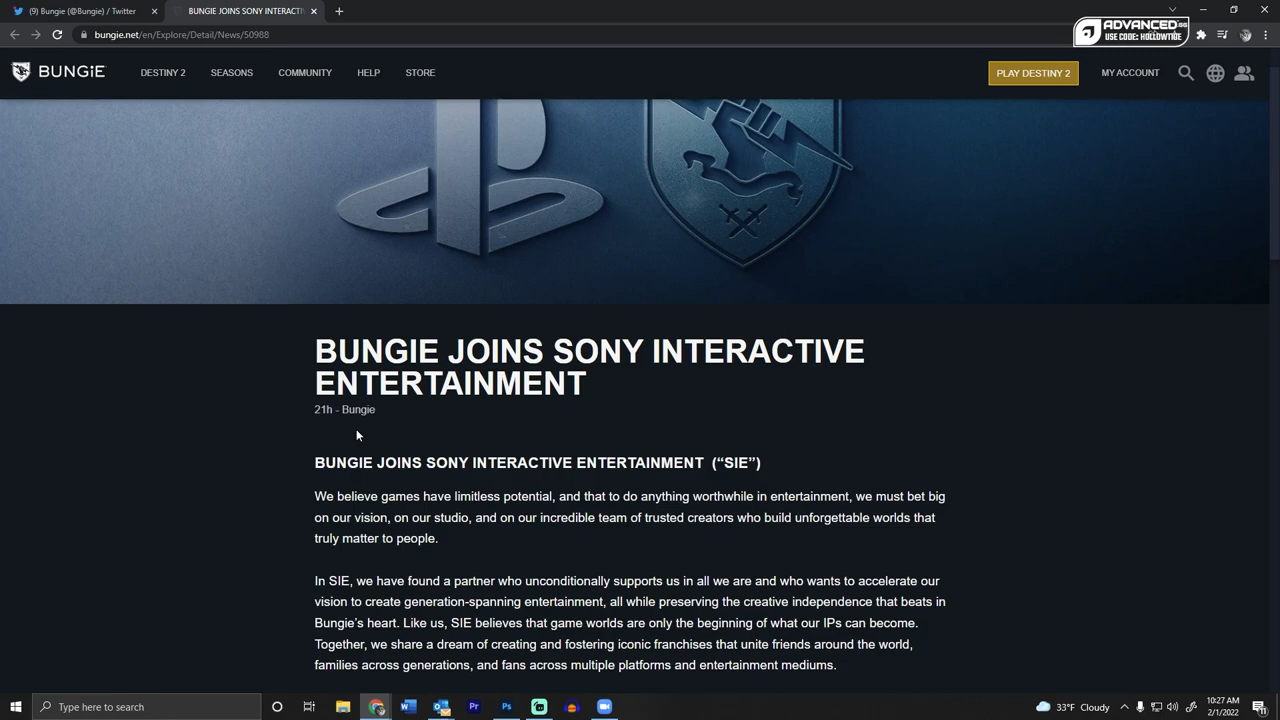 (9) Bungie (@Bungie) / Twitter
BUNGIE JOINS SONY INTERACTIV
bungie.net/en/Explore/Detail/News/50988
ADVANCED.GG
USE CODE: HOLLOWTIDE
BUNGiE
DESTINY 2
SEASONS
COMMUNITY
HELP
STORE
PLAY DESTINY 2
MY ACCOUNT
BUNGIE JOINS SONY INTERACTIVE
ENTERTAINMENT
21h - Bungie
BUNGIE JOINS SONY INTERACTIVE ENTERTAINMENT (“SIE”)
We believe games have limitless potential, and that to do anything worthwhile in entertainment, we must bet big
on our vision, on our studio, and on our incredible team of trusted creators who build unforgettable worlds that
truly matter to people.
In SIE, we have found a partner who unconditionally supports us in all we are and who wants to accelerate our
vision to create generation-spanning entertainment, all while preserving the creative independence that beats in
Bungie’s heart. Like us, SIE believes that game worlds are only the beginning of what our IPs can become.
Together, we share a dream of creating and fostering iconic franchises that unite friends around the world,
families across generations, and fans across multiple platforms and entertainment mediums.
Type here to search
W
Pr
Ps
33°F Cloudy
10:27 AM
2/1/2022